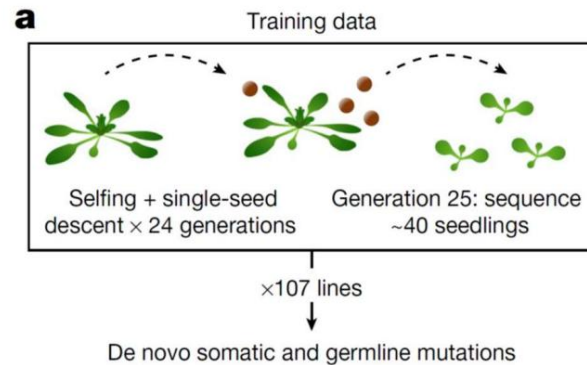 a
Training data
Selfing + single-seed
descent × 24 generations
Generation 25: sequence
~40 seedlings
×107 lines
De novo somatic and germline mutations